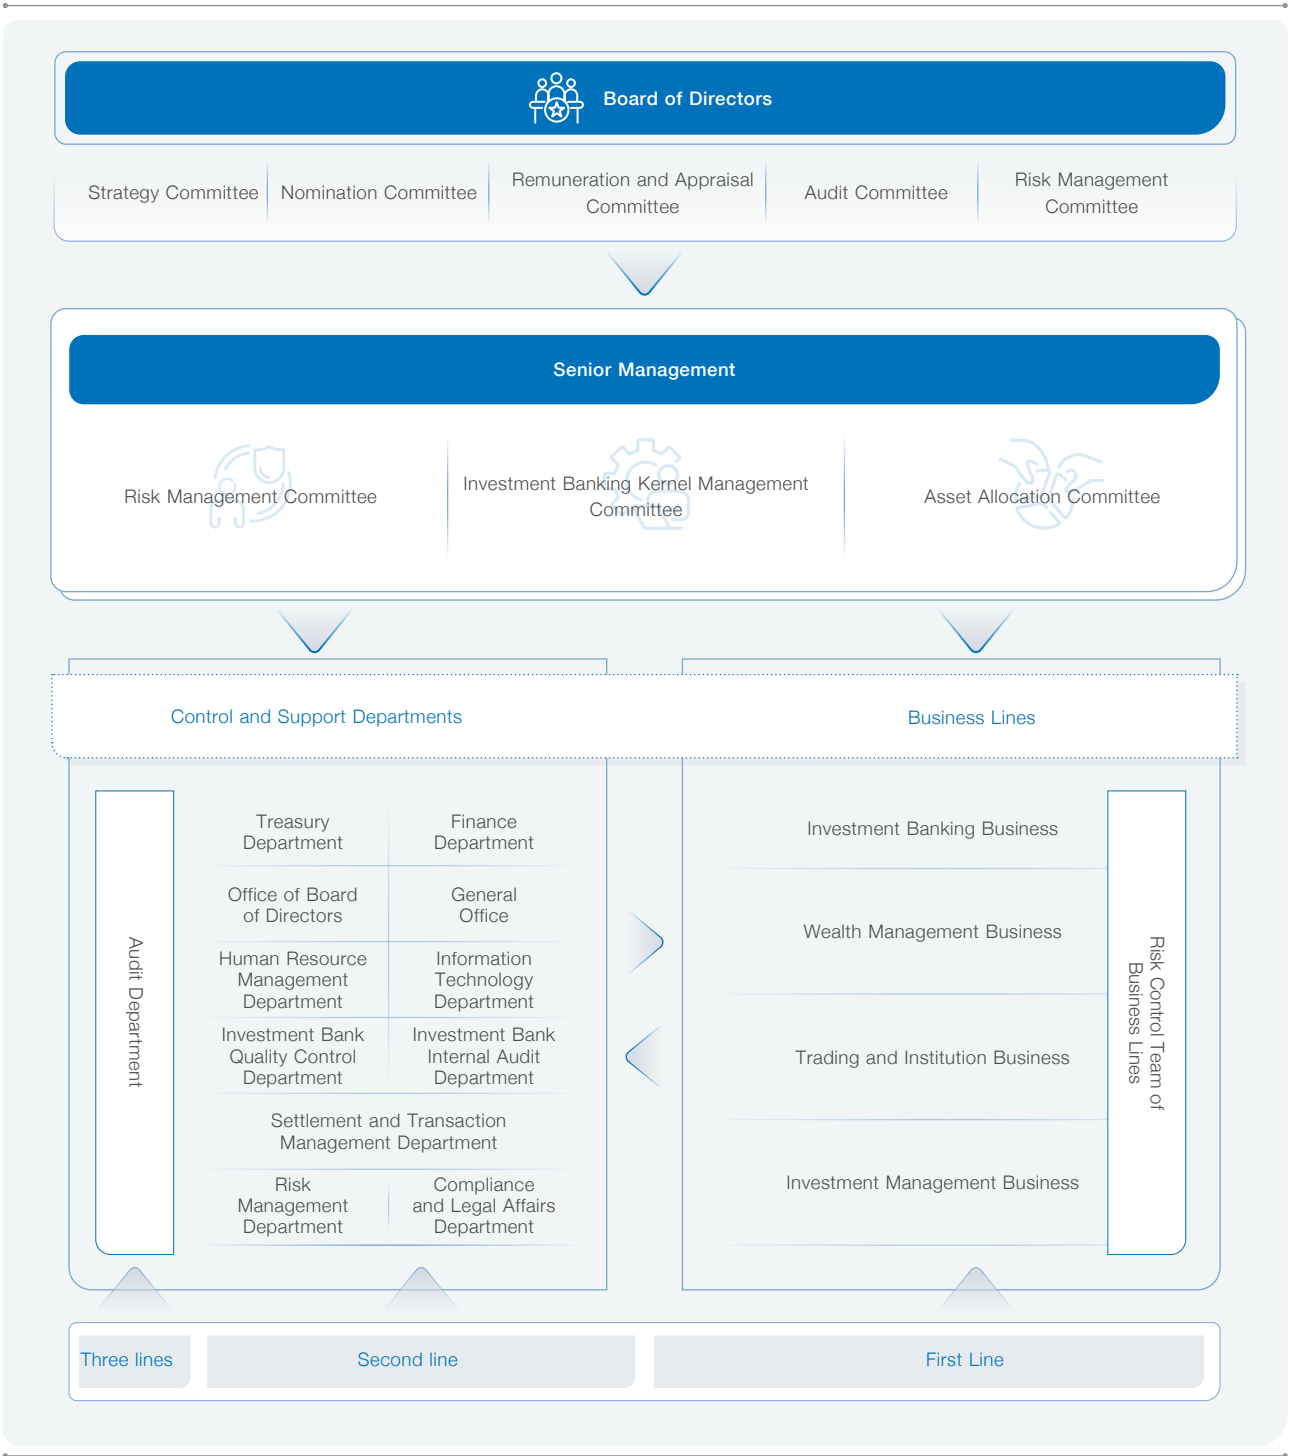 Board of Directors
Strategy Committee
Nomination Committee
Remuneration and Appraisal
Committee
Audit Committee
Risk Management
Committee
Senior Management
Risk Management Committee
Investment Banking Kernel Management
Committee
Asset Allocation Committee
Control and Support Departments
Business Lines
Audit Department
Treasury
Department
Finance
Department
Office of Board
of Directors
General
Office
Human Resource
Management
Department
Information
Technology
Department
Investment Bank
Quality Control
Department
Investment Bank
Internal Audit
Department
Settlement and Transaction
Management Department
Risk
Management
Department
Compliance
and Legal Affairs
Department
Investment Banking Business
Wealth Management Business
Trading and Institution Business
Investment Management Business
Risk Control Team of
Business Lines
Three lines
Second line
First Line